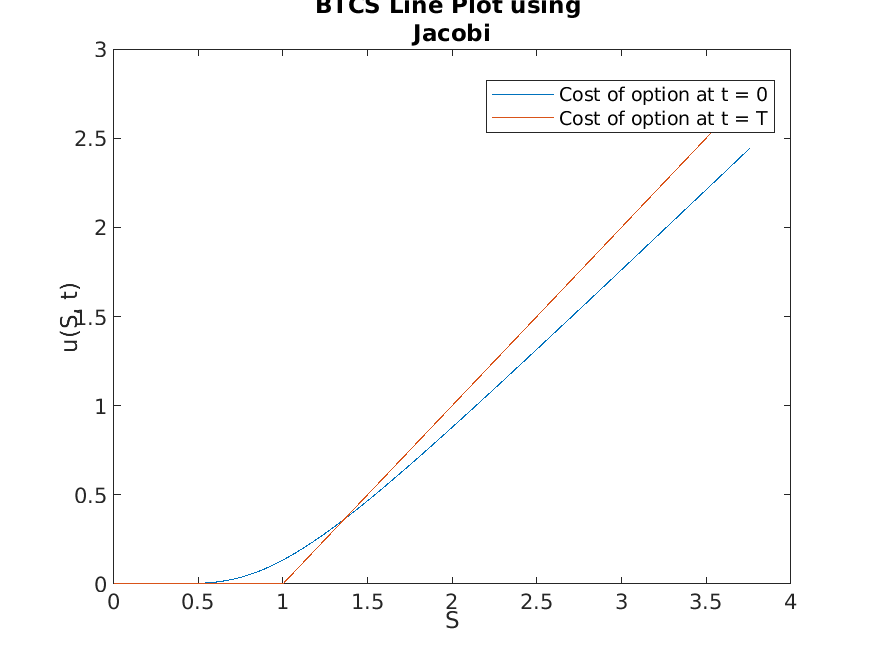 BTCS Line Plot using
Jacobi
3
2.5
2
1.5
1
0.5
0
u(S, t)
Cost of option at t = 0
Cost of option at t = T
0
0.5
1
1.5
2
2.5
3
3.5
4
S